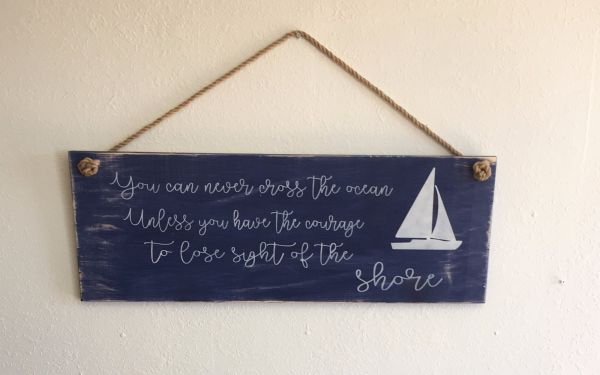 You can never cross the ocean
Unless you have the courage
to lose sight of the
shore